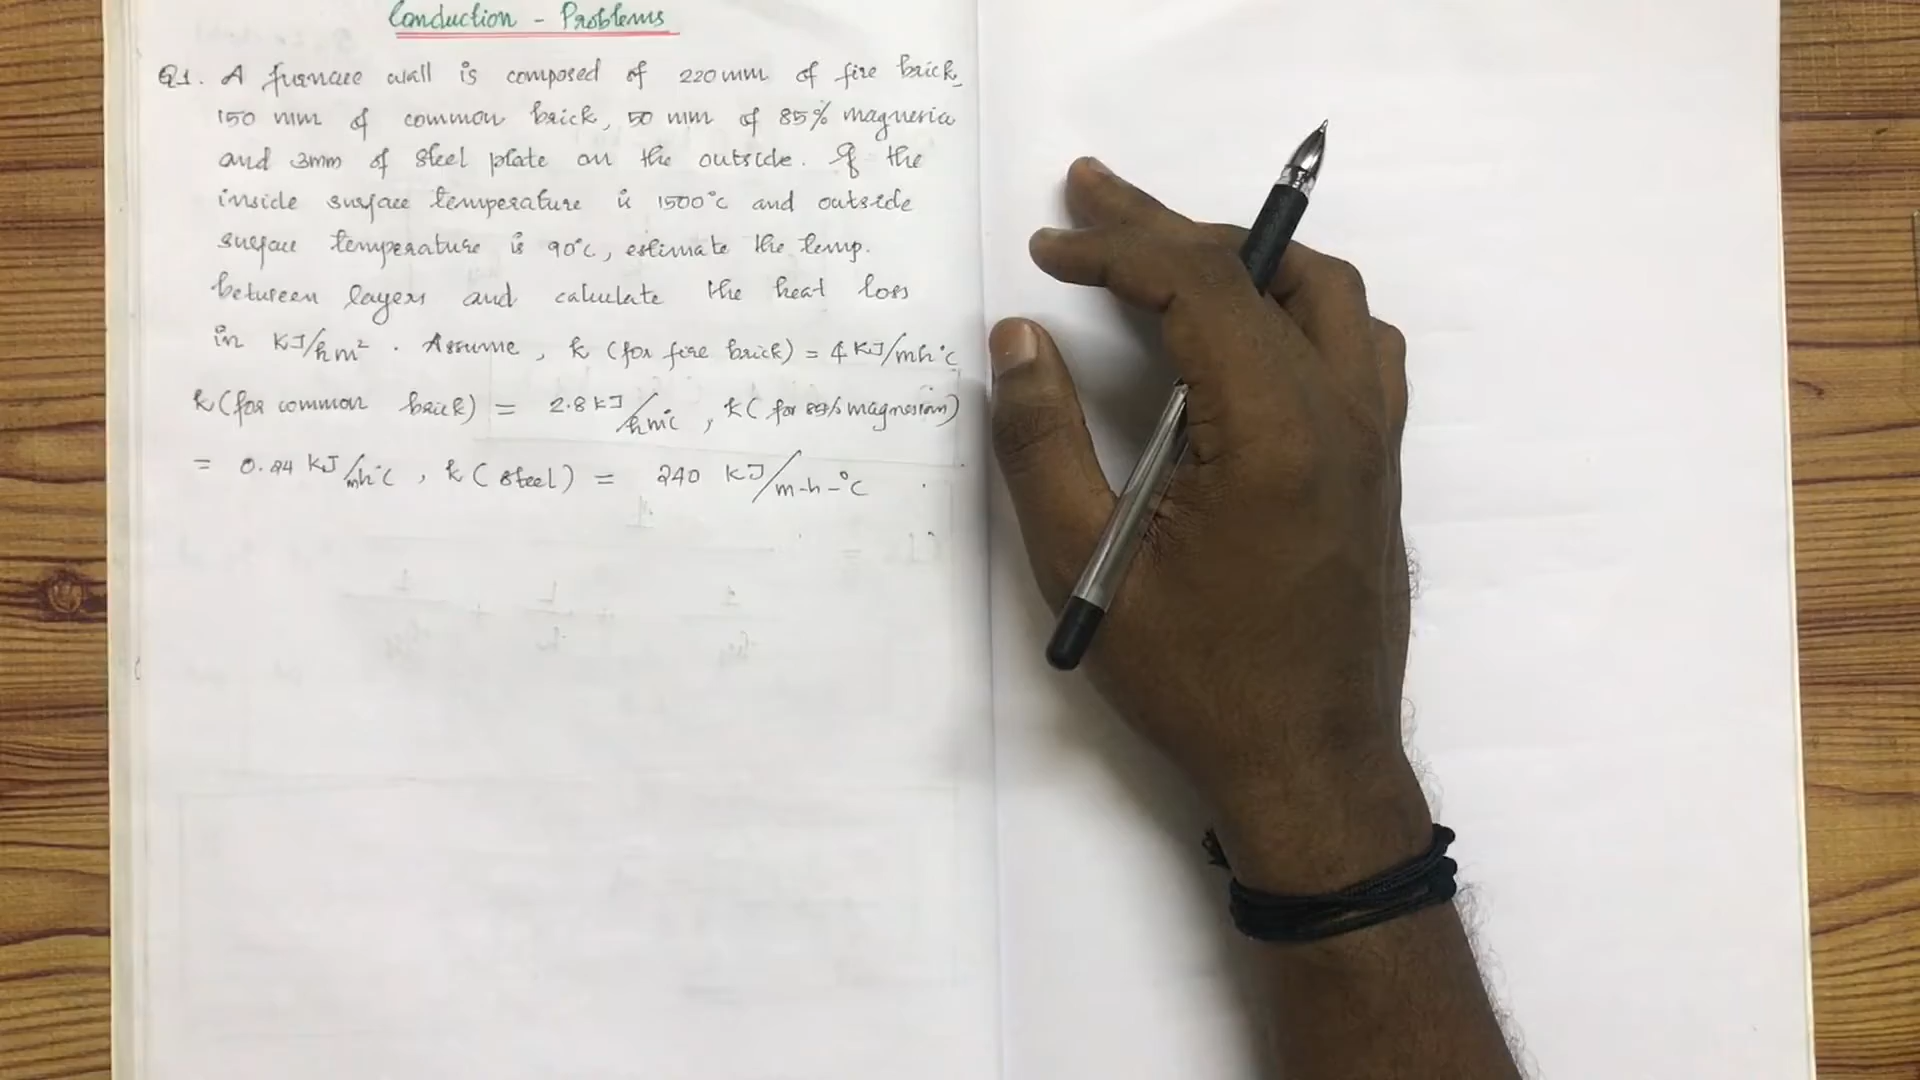 Conduction - Problems
Q1. A furnace wall is composed of 220 mm of fire brick,
150 mm of common brick, 50 mm of 85% magnesia
and 3mm of steel plate on the outside. If the
inside surface temperature is 1500°C and outside
surface temperature is 90°C, estimate the temp.
between layers and calculate the heat loss
in KJ/hm². Assume, k (for fire brick) = 4 KJ/mh°C
k (for common brick) = 2.8 KJ/hm°C, k( for 85% magnesian)
= 0.24 KJ/mh°C, k( steel) = 240 KJ/m-h-°C